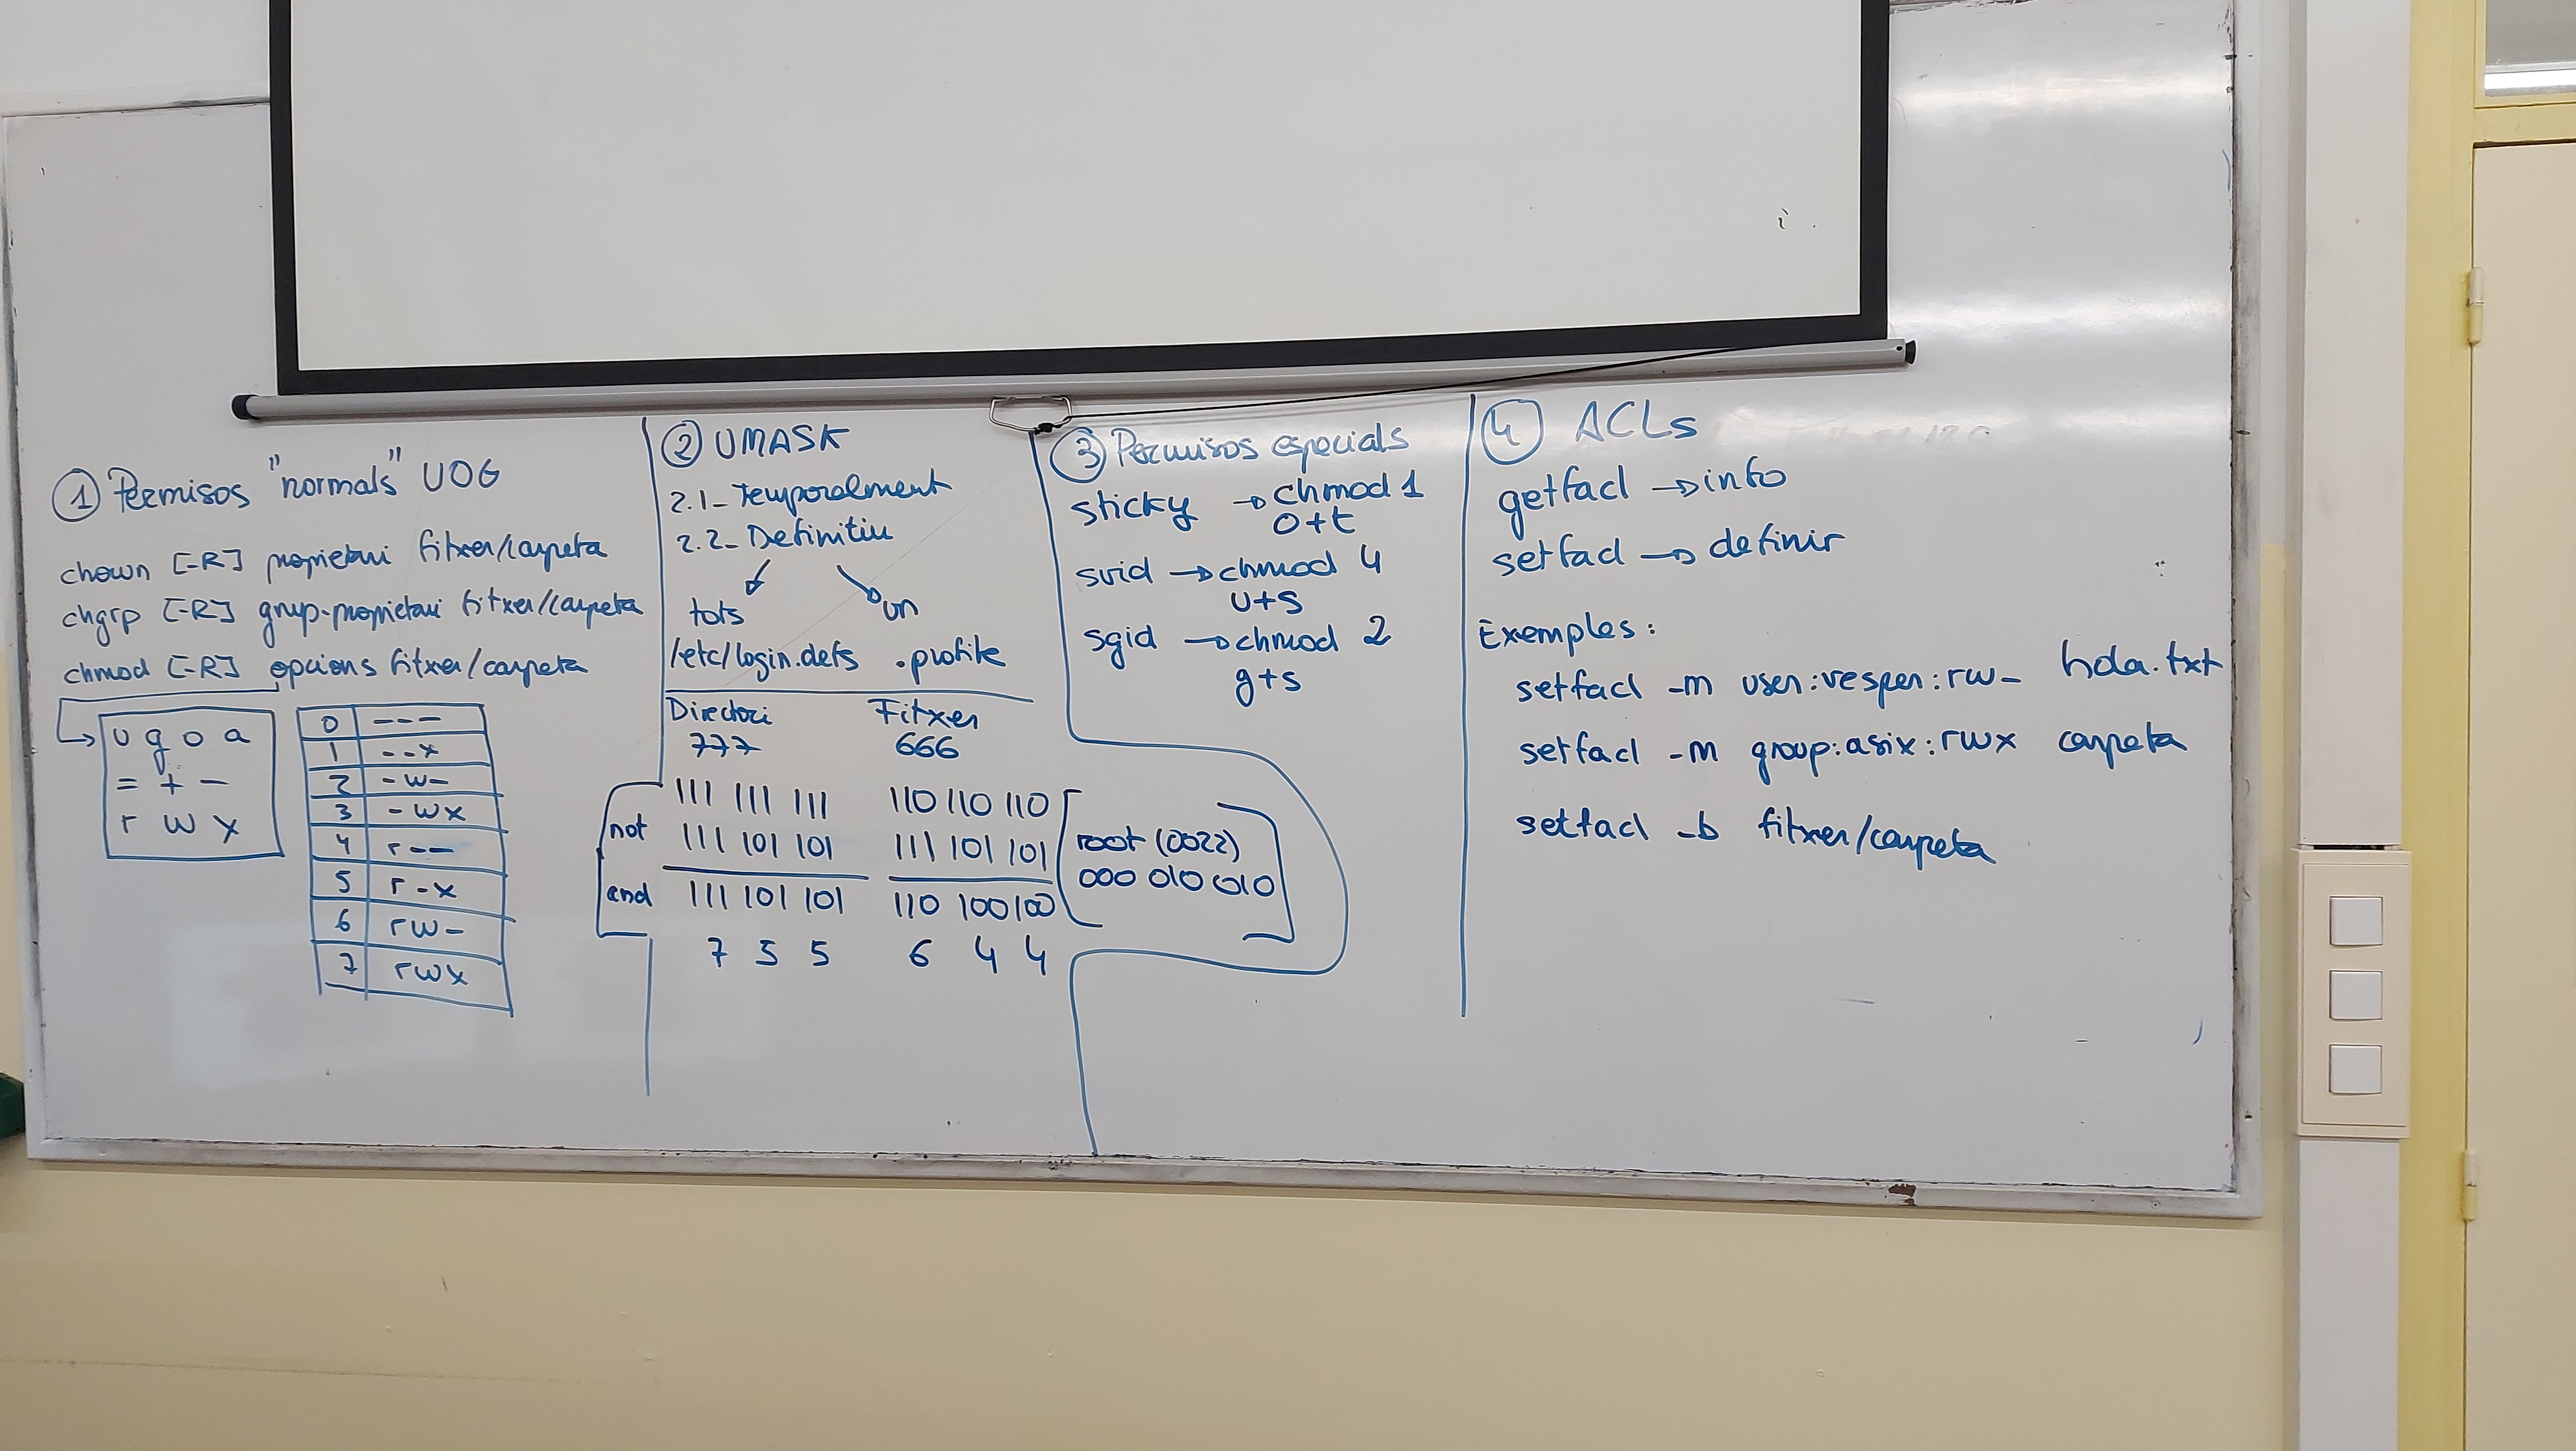 ① Permisos "normals" UOG
chown [-R] propietari fitxer/carpeta
chgrp [-R] grup-propietari fitxer/carpeta
chmod [-R] opcions fitxer/carpeta
u g o a
= + -
r w x
0 ---
1 --x
2 -w-
3 -wx
4 r--
5 r-x
6 rw-
7 rwx
② UMASK
2.1- Temporalment
2.2- Definitiu
tots un
/etc/login.defs .profile
Directori Fitxer
777 666
111 111 111 110 110 110
not 111 101 101 111 101 101
and 111 101 101 110 100 100
7 5 5 6 4 4
root (0022)
000 010 010
③ Permisos especials
sticky → chmod 1
o+t
suid → chmod 4
u+s
sgid → chmod 2
g+s
④ ACLs
getfacl → info
setfacl → definir
Exemples:
setfacl -m user:vesper:rw- hola.txt
setfacl -m group:asix:rwx carpeta
setfacl -b fitxer/carpeta